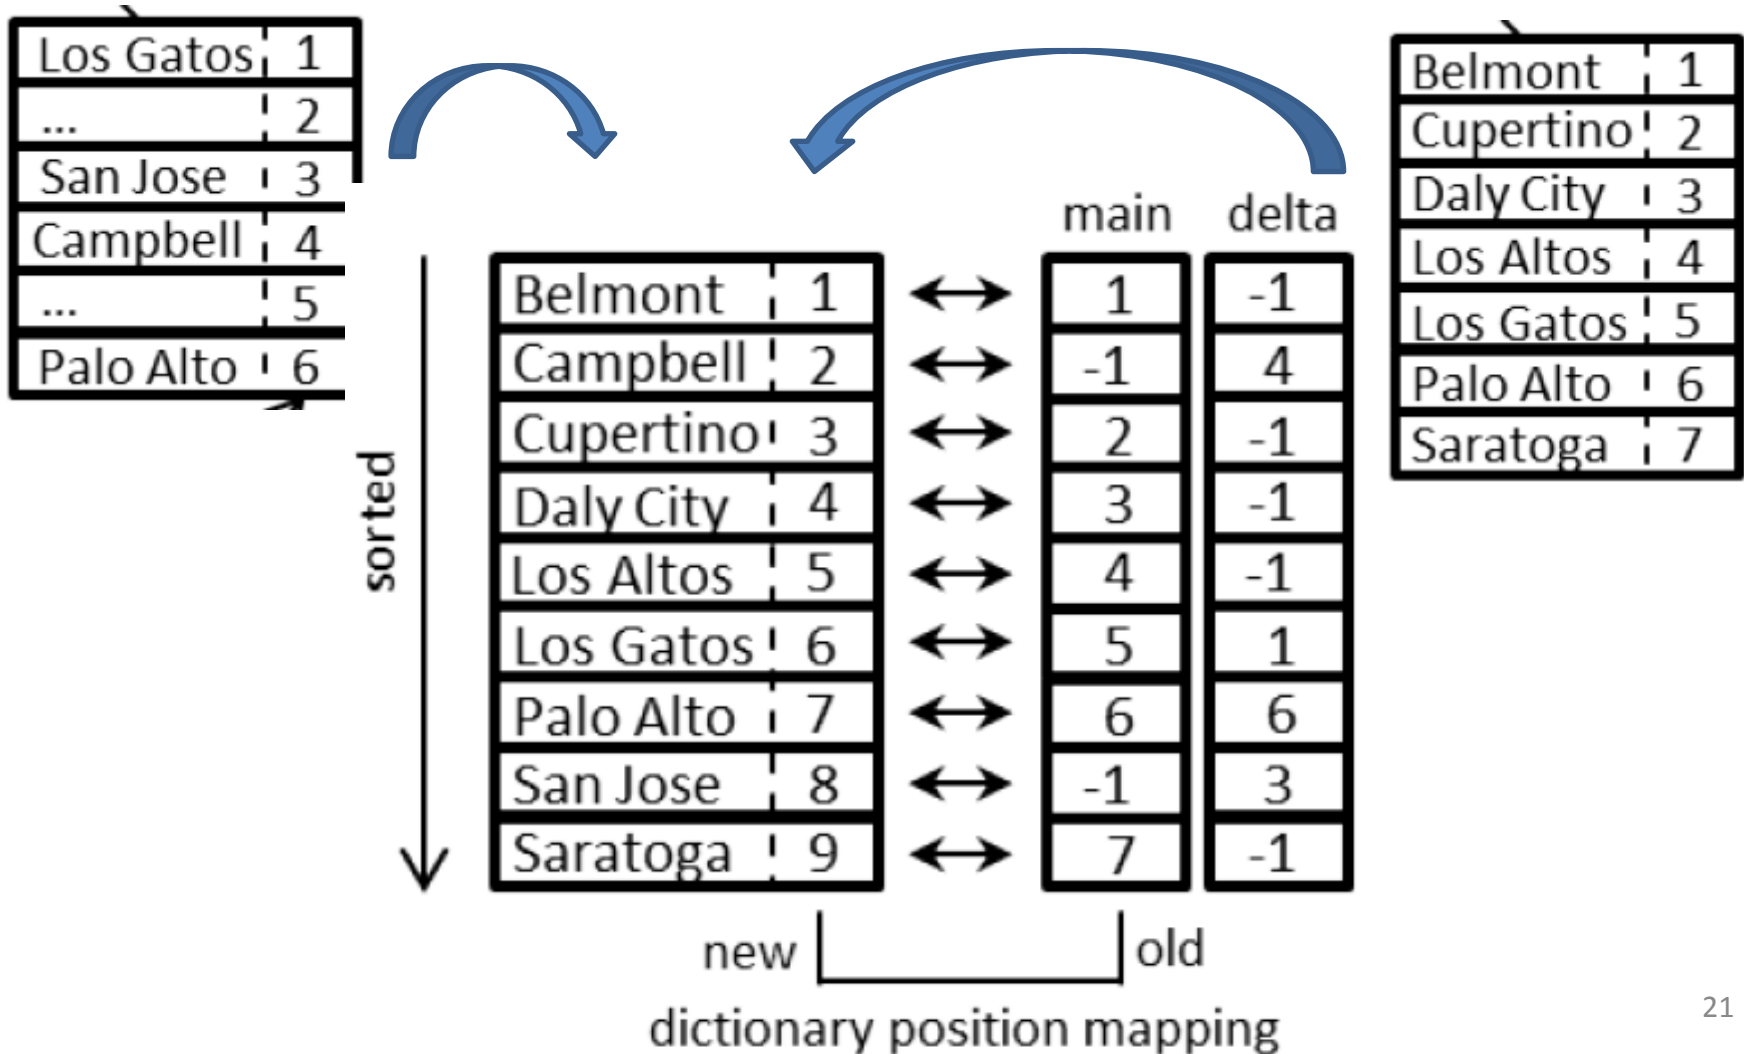 Los Gatos 1
... 2
San Jose 3
Campbell 4
... 5
Palo Alto 6
Belmont 1
Cupertino 2
Daly City 3
Los Altos 4
Los Gatos 5
Palo Alto 6
Saratoga 7
main delta
sorted
Belmont 1 1 -1
Campbell 2 -1 4
Cupertino 3 2 -1
Daly City 4 3 -1
Los Altos 5 4 -1
Los Gatos 6 5 1
Palo Alto 7 6 6
San Jose 8 -1 3
Saratoga 9 7 -1
new old
dictionary position mapping
21